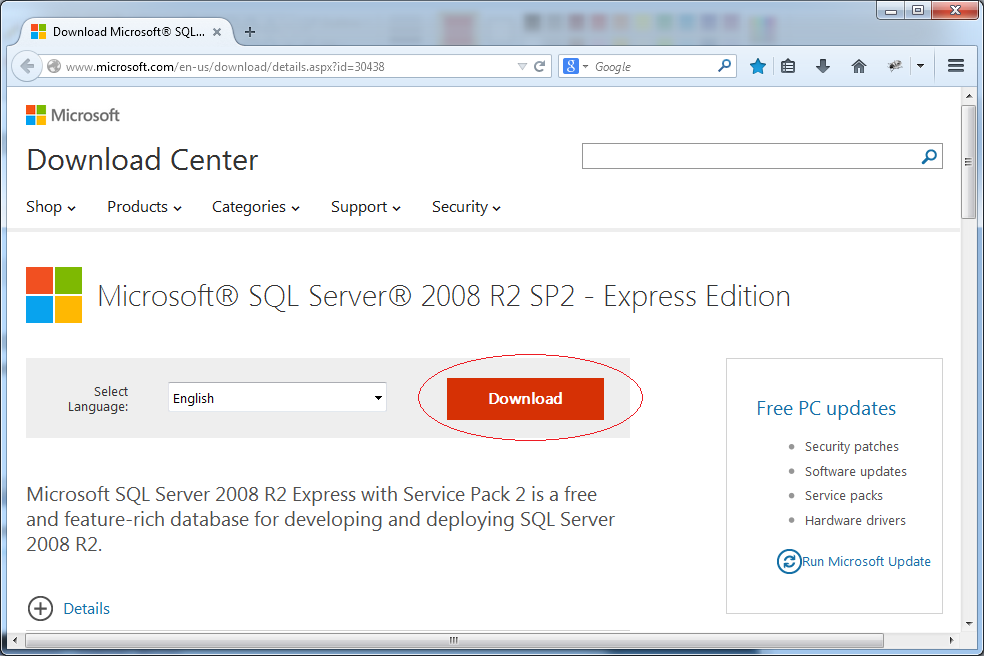 Download Microsoft® SQL...
www.microsoft.com/en-us/download/details.aspx?id=30438
Google
Microsoft
Download Center
Shop Products Categories Support Security
Microsoft® SQL Server® 2008 R2 SP2 - Express Edition
Select
Language:
English
Download
Free PC updates
Security patches
Software updates
Service packs
Hardware drivers
Run Microsoft Update
Microsoft SQL Server 2008 R2 Express with Service Pack 2 is a free
and feature-rich database for developing and deploying SQL Server
2008 R2.
Details